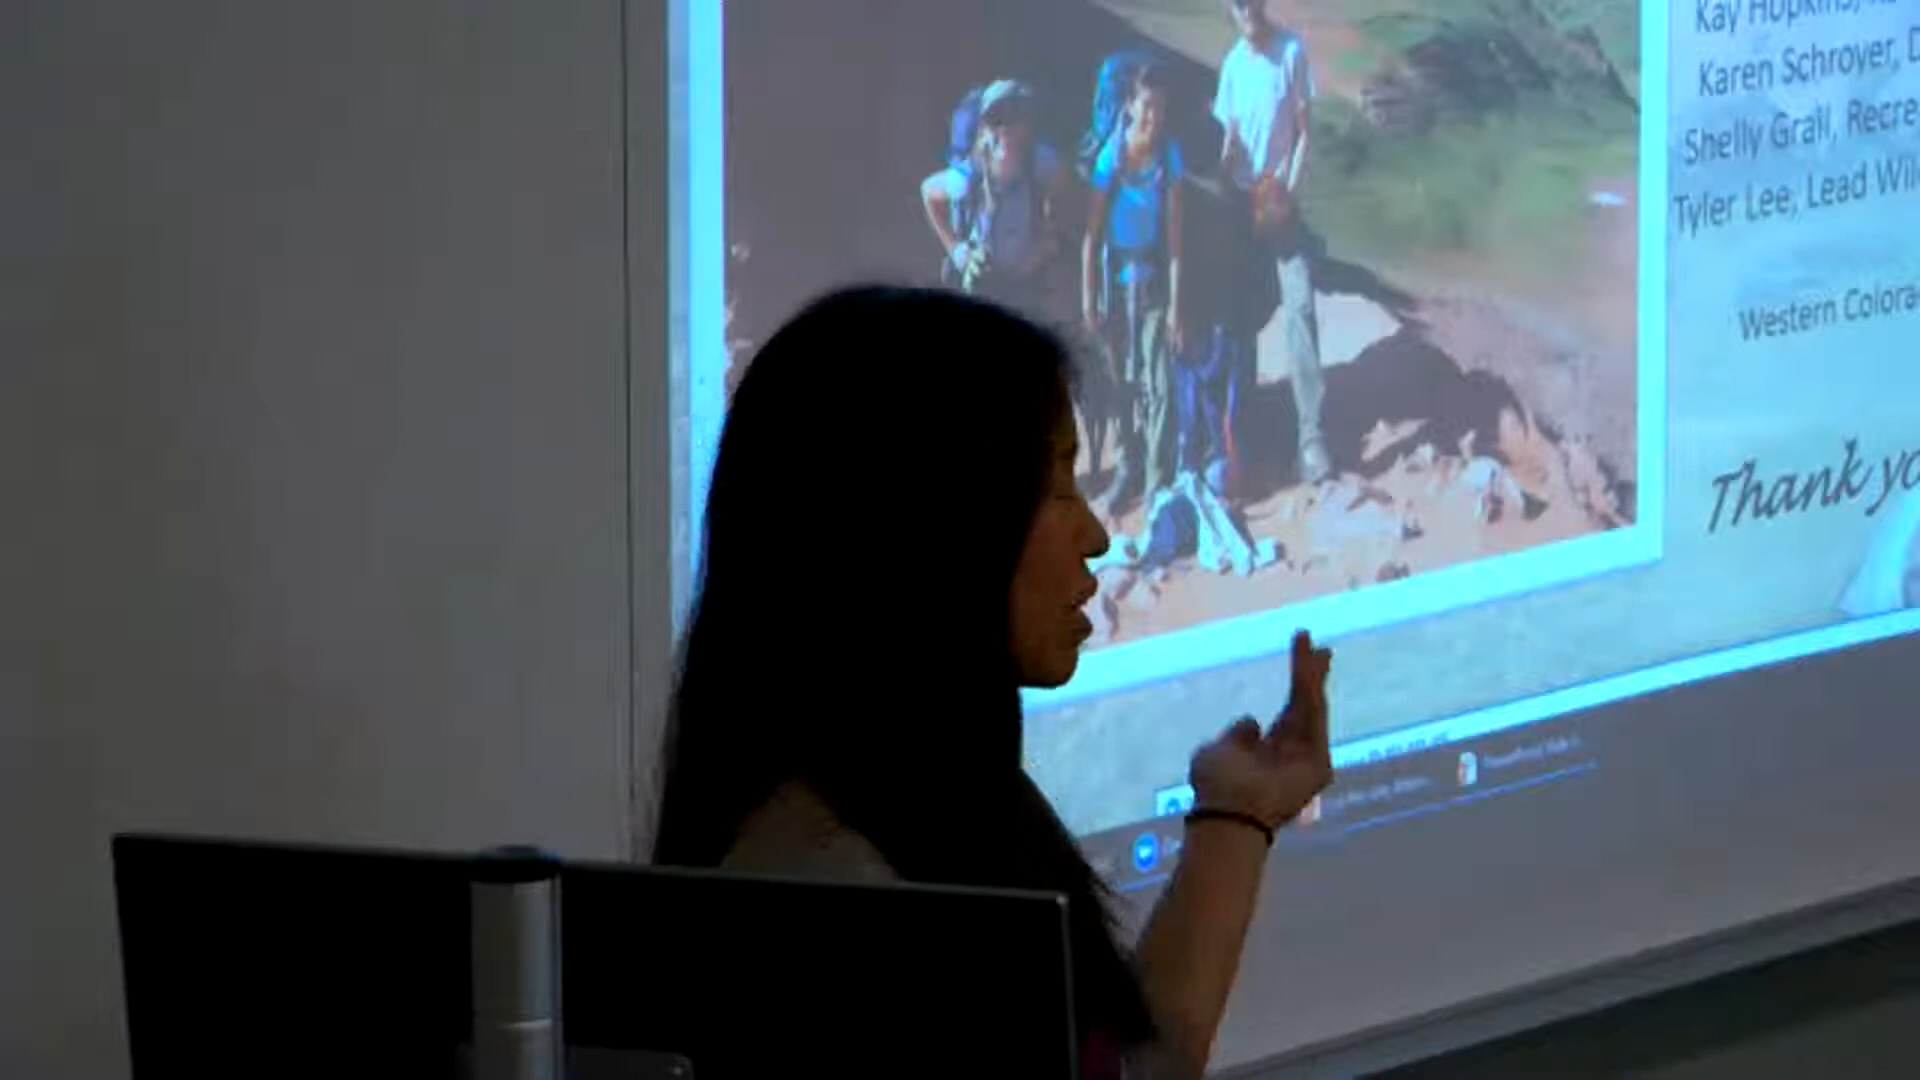 Kay Hopkins,
Karen Schroyer, D
Shelly Grail, Recre
Tyler Lee, Lead Wil
Western Colora
Thank yo